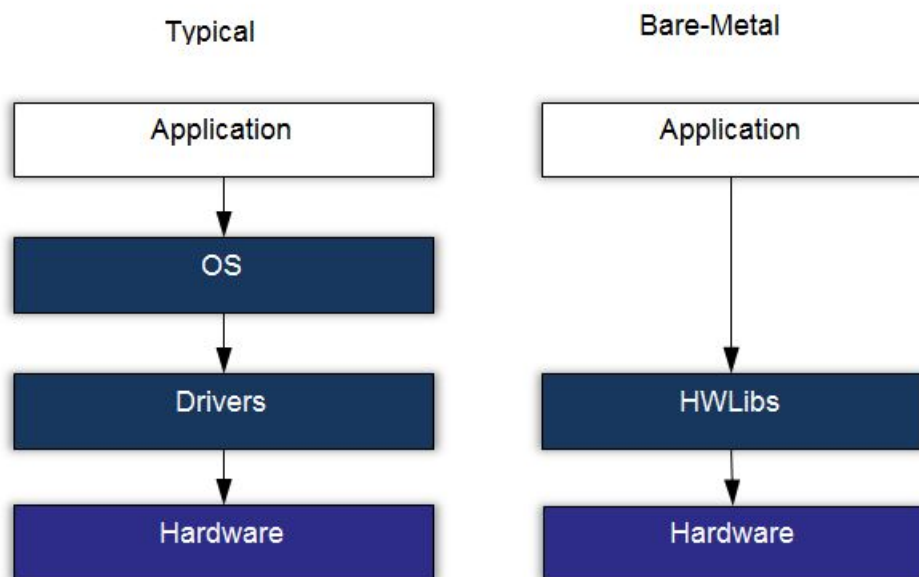 Typical
Bare-Metal
Application
Application
OS
Drivers
HWLibs
Hardware
Hardware